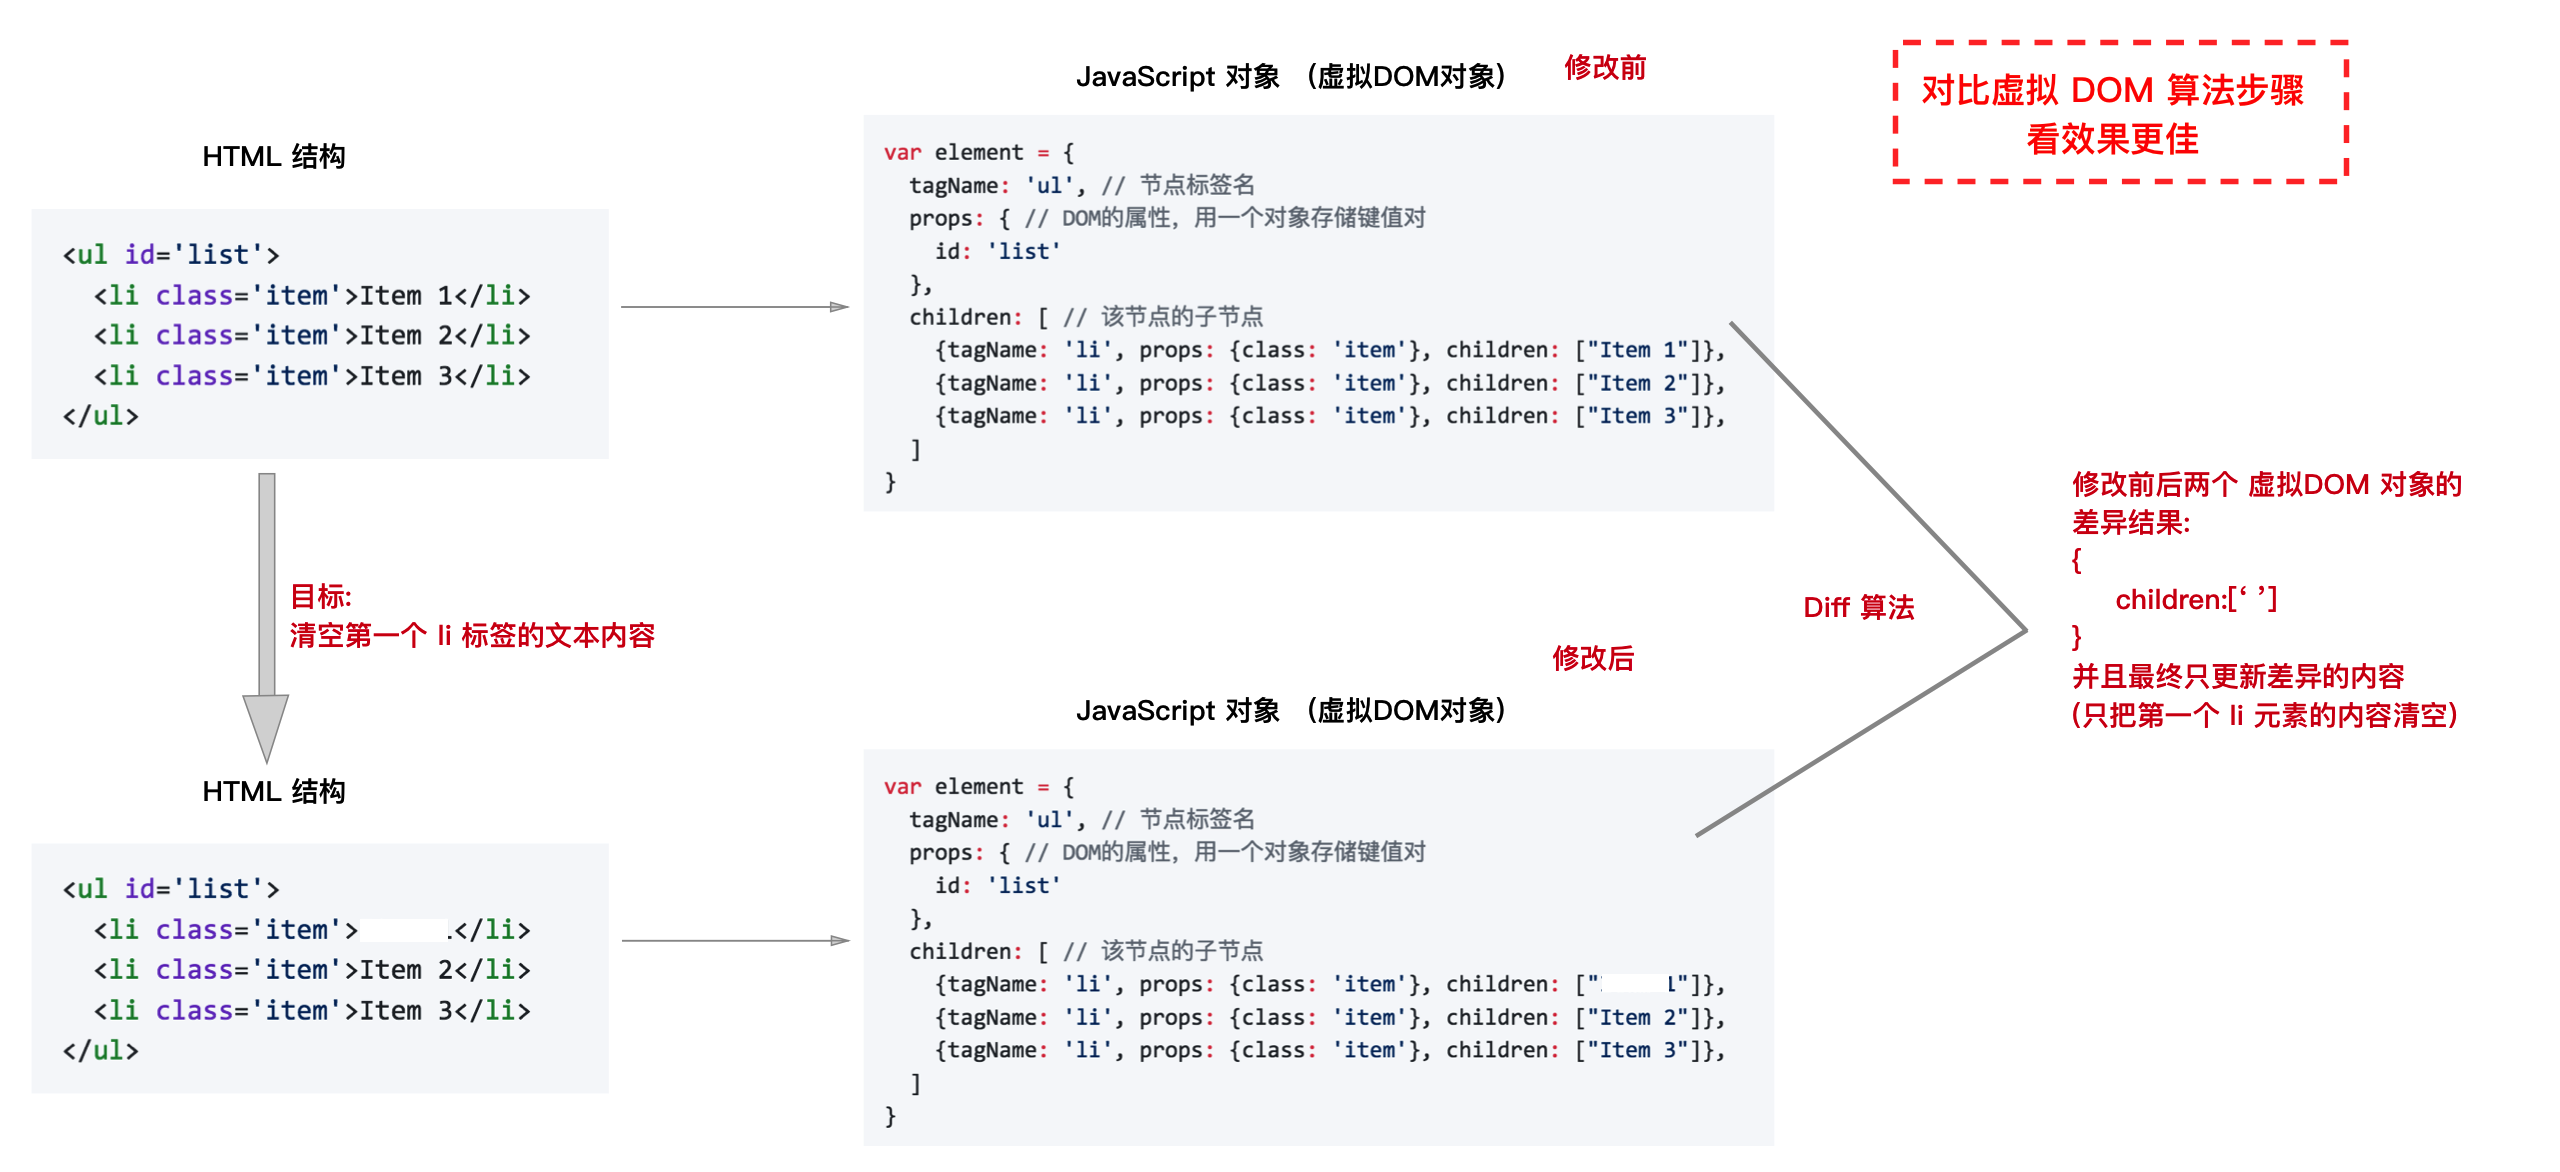 JavaScript 对象 （虚拟DOM对象）
修改前
对比虚拟 DOM 算法步骤
看效果更佳
HTML 结构
<ul id='list'>
  <li class='item'>Item 1</li>
  <li class='item'>Item 2</li>
  <li class='item'>Item 3</li>
</ul>
var element = {
  tagName: 'ul', // 节点标签名
  props: { // DOM的属性，用一个对象存储键值对
    id: 'list'
  },
  children: [ // 该节点的子节点
    {tagName: 'li', props: {class: 'item'}, children: ["Item 1"]},
    {tagName: 'li', props: {class: 'item'}, children: ["Item 2"]},
    {tagName: 'li', props: {class: 'item'}, children: ["Item 3"]},
  ]
}
目标:
清空第一个 li 标签的文本内容
Diff 算法
修改前后两个 虚拟DOM 对象的
差异结果:
{
  children:[‘ ’]
}
并且最终只更新差异的内容
(只把第一个 li 元素的内容清空)
修改后
JavaScript 对象 （虚拟DOM对象）
HTML 结构
<ul id='list'>
  <li class='item'></li>
  <li class='item'>Item 2</li>
  <li class='item'>Item 3</li>
</ul>
var element = {
  tagName: 'ul', // 节点标签名
  props: { // DOM的属性，用一个对象存储键值对
    id: 'list'
  },
  children: [ // 该节点的子节点
    {tagName: 'li', props: {class: 'item'}, children: [" "]},
    {tagName: 'li', props: {class: 'item'}, children: ["Item 2"]},
    {tagName: 'li', props: {class: 'item'}, children: ["Item 3"]},
  ]
}